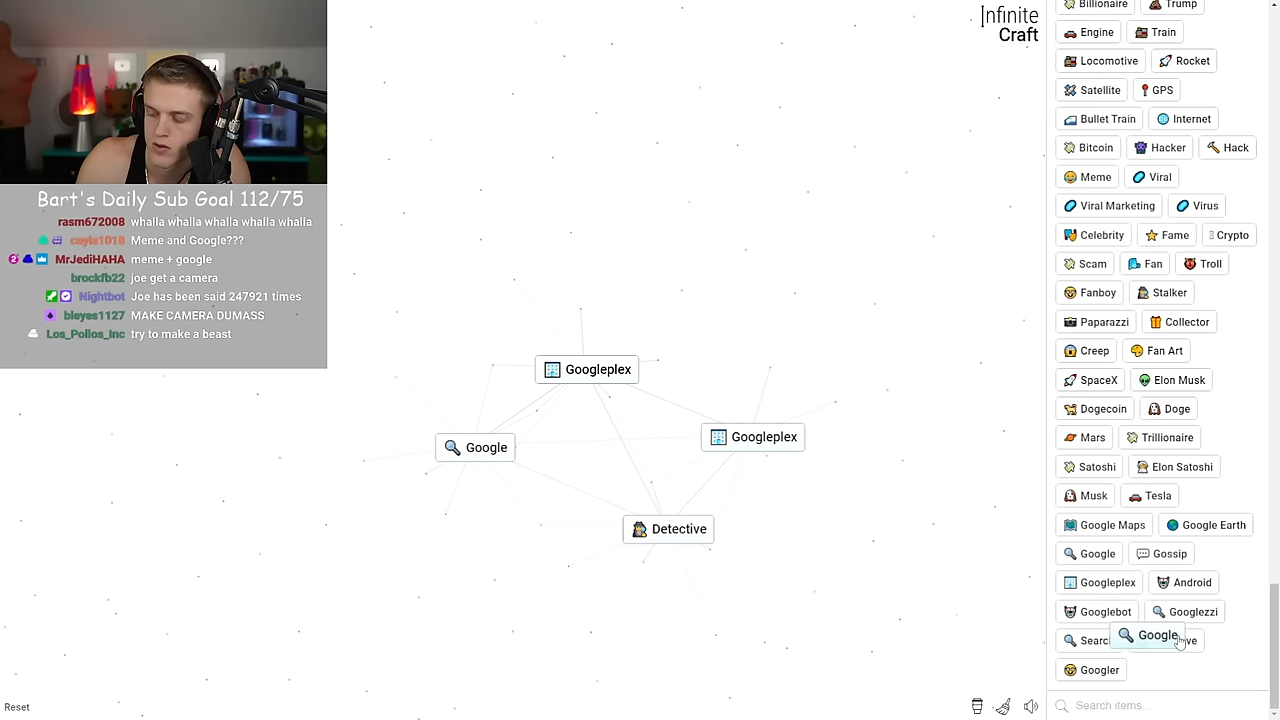 Infinite
Craft
Bart's Daily Sub Goal 112/75
rasm672008 whalla whalla whalla whalla whalla
cayla1018 Meme and Google???
MrJediHAHA meme + google
brockfb22 joe get a camera
Nightbot Joe has been said 247921 times
bleyes1127 MAKE CAMERA DUMASS
Los_Pollos_Inc try to make a beast
Googleplex
Google
Googleplex
Detective
Billionaire Trump
Engine Train
Locomotive Rocket
Satellite GPS
Bullet Train Internet
Bitcoin Hacker Hack
Meme Viral
Viral Marketing Virus
Celebrity Fame Crypto
Scam Fan Troll
Fanboy Stalker
Paparazzi Collector
Creep Fan Art
SpaceX Elon Musk
Dogecoin Doge
Mars Trillionaire
Satoshi Elon Satoshi
Musk Tesla
Google Maps Google Earth
Google Gossip
Googleplex Android
Googlebot Googlezzi
Google
Googler
Reset
Search items...